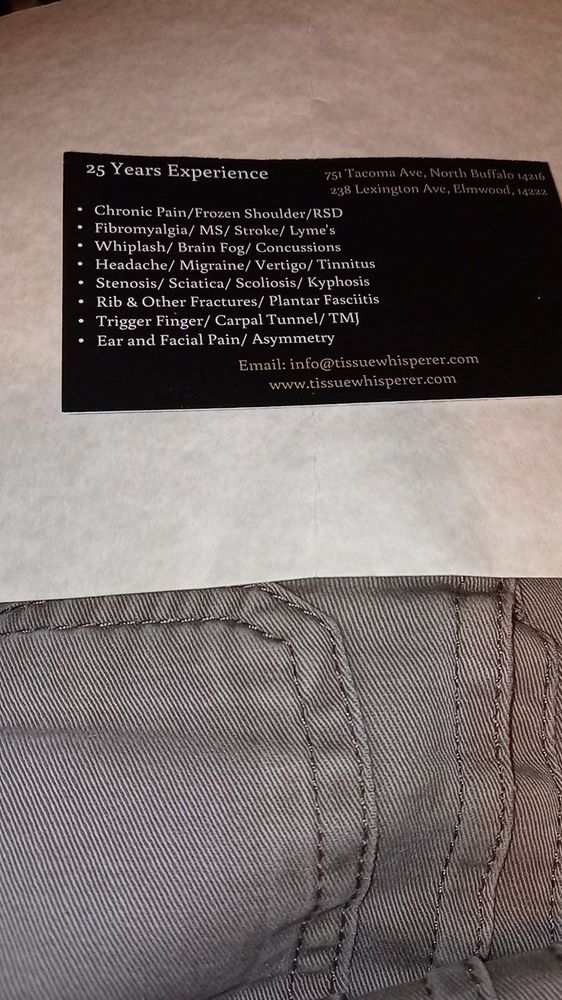 25 Years Experience
751 Tacoma Ave, North Buffalo 14216
238 Lexington Ave, Elmwood, 14222
• Chronic Pain/Frozen Shoulder/RSD
• Fibromyalgia/ MS/ Stroke/ Lyme's
• Whiplash/ Brain Fog/ Concussions
• Headache/ Migraine/ Vertigo/ Tinnitus
• Stenosis/ Sciatica/ Scoliosis/ Kyphosis
• Rib & Other Fractures/ Plantar Fasciitis
• Trigger Finger/ Carpal Tunnel/ TMJ
• Ear and Facial Pain/ Asymmetry
Email: info@tissuewhisperer.com
www.tissuewhisperer.com